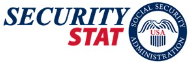 SECURITY
STAT
SOCIAL SECURITY
USA
ADMINISTRATION